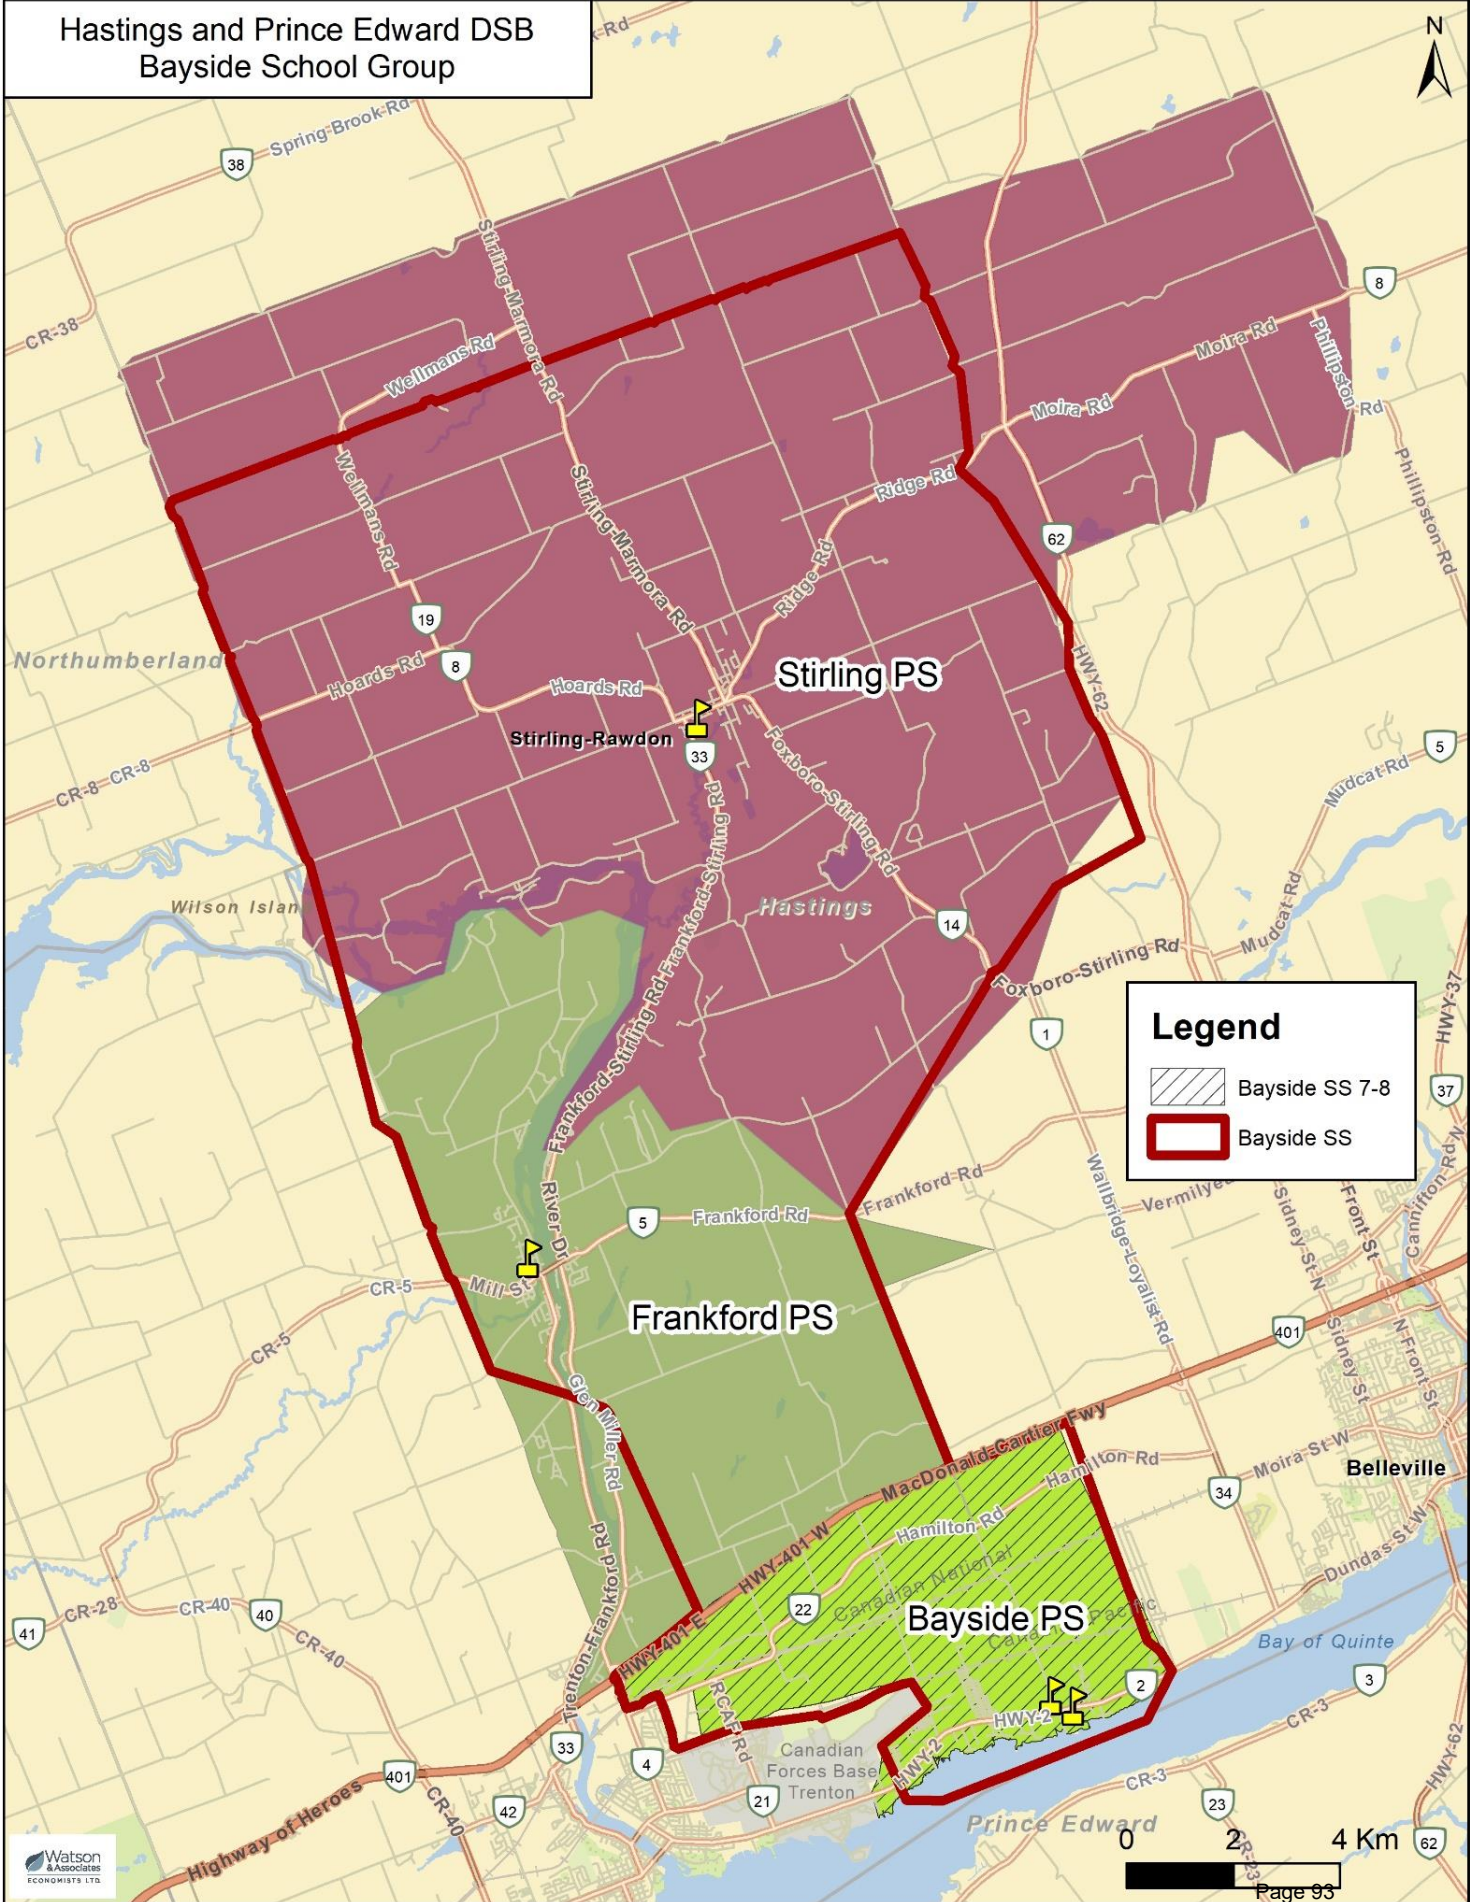 Hastings and Prince Edward DSB
Bayside School Group
N
38
Spring Brook Rd
CR-38
Stirling-Marmora Rd
8
Moira Rd
Phillipston Rd
Wellmans Rd
Moira Rd
Phillipston Rd
Wellmans Rd
Stirling-Marmora Rd
Ridge Rd
62
Ridge Rd
19
Northumberland
Hoards Rd
8
Hoards Rd
Stirling PS
HWY-62
Stirling-Rawdon
33
5
Mudcat Rd
CR-8
CR-8
Foxboro-Stirling Rd
Frankford-Stirling Rd
Wilson Islan
Hastings
14
Mudcat Rd
Foxboro-Stirling Rd
Frankford-Stirling Rd
1
HWY-37
Legend
Bayside SS 7-8
Bayside SS
37
Frankford-Stirling Rd
Wallbridge-Loyalist Rd
Frankford Rd
Vermilyea
Sidney St N
Front St
Cannifton Rd N
River Dr
5
Frankford Rd
CR-5
Mill St
Frankford PS
401
CR-5
Sidney St
N Front St
Glen Miller Rd
MacDonald-Cartier Fwy
Hamilton Rd
Moira St W
Belleville
34
Hamilton Rd
HWY-401 W
Canadian National
Dundas St W
Trenton-Frankford Rd
22
Bayside PS
CR-28
CR-40
40
41
CR-40
HWY-401 E
Bay of Quinte
2
3
RCAF Rd
HWY-2
CR-3
33
4
Canadian
Forces Base
Trenton
HWY-2
401
CR-40
42
21
CR-3
23
HWY-62
Highway of Heroes
Prince Edward
0 2 4 Km
62
CR-23
Watson
& Associates
ECONOMISTS LTD.
Page 93